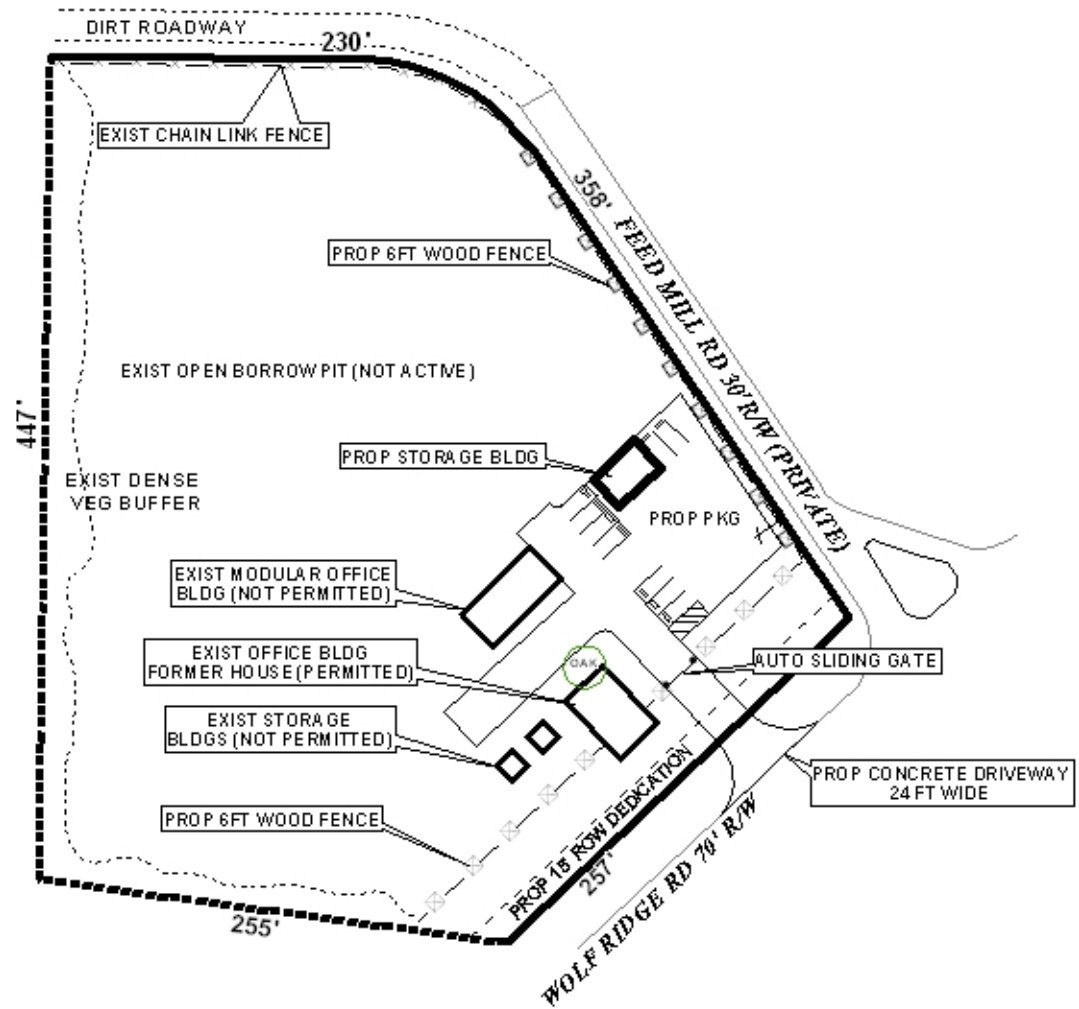 DIRT ROADWAY
230'
EXIST CHAIN LINK FENCE
358' FEED MILL RD 30' R/W (PRIVATE)
PROP 6FT WOOD FENCE
EXIST OPEN BORROW PIT (NOT ACTIVE)
447'
PROP STORAGE BLDG
EXIST DENSE
VEG BUFFER
PROP PKG
EXIST MODULAR OFFICE
BLDG (NOT PERMITTED)
EXIST OFFICE BLDG
FORMER HOUSE (PERMITTED)
OAK
AUTO SLIDING GATE
EXIST STORAGE
BLDGS (NOT PERMITTED)
PROP CONCRETE DRIVEWAY
24 FT WIDE
PROP 6FT WOOD FENCE
PROP 15' ROW DEDICATION
257'
WOLF RIDGE RD 70' R/W
255'